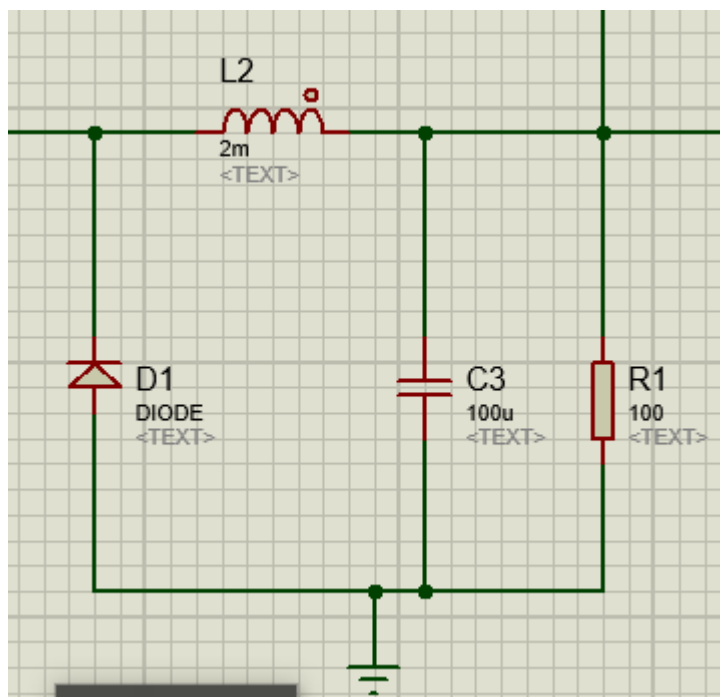 L2
2m
<TEXT>
D1
DIODE
<TEXT>
C3
100u
<TEXT>
R1
100
<TEXT>